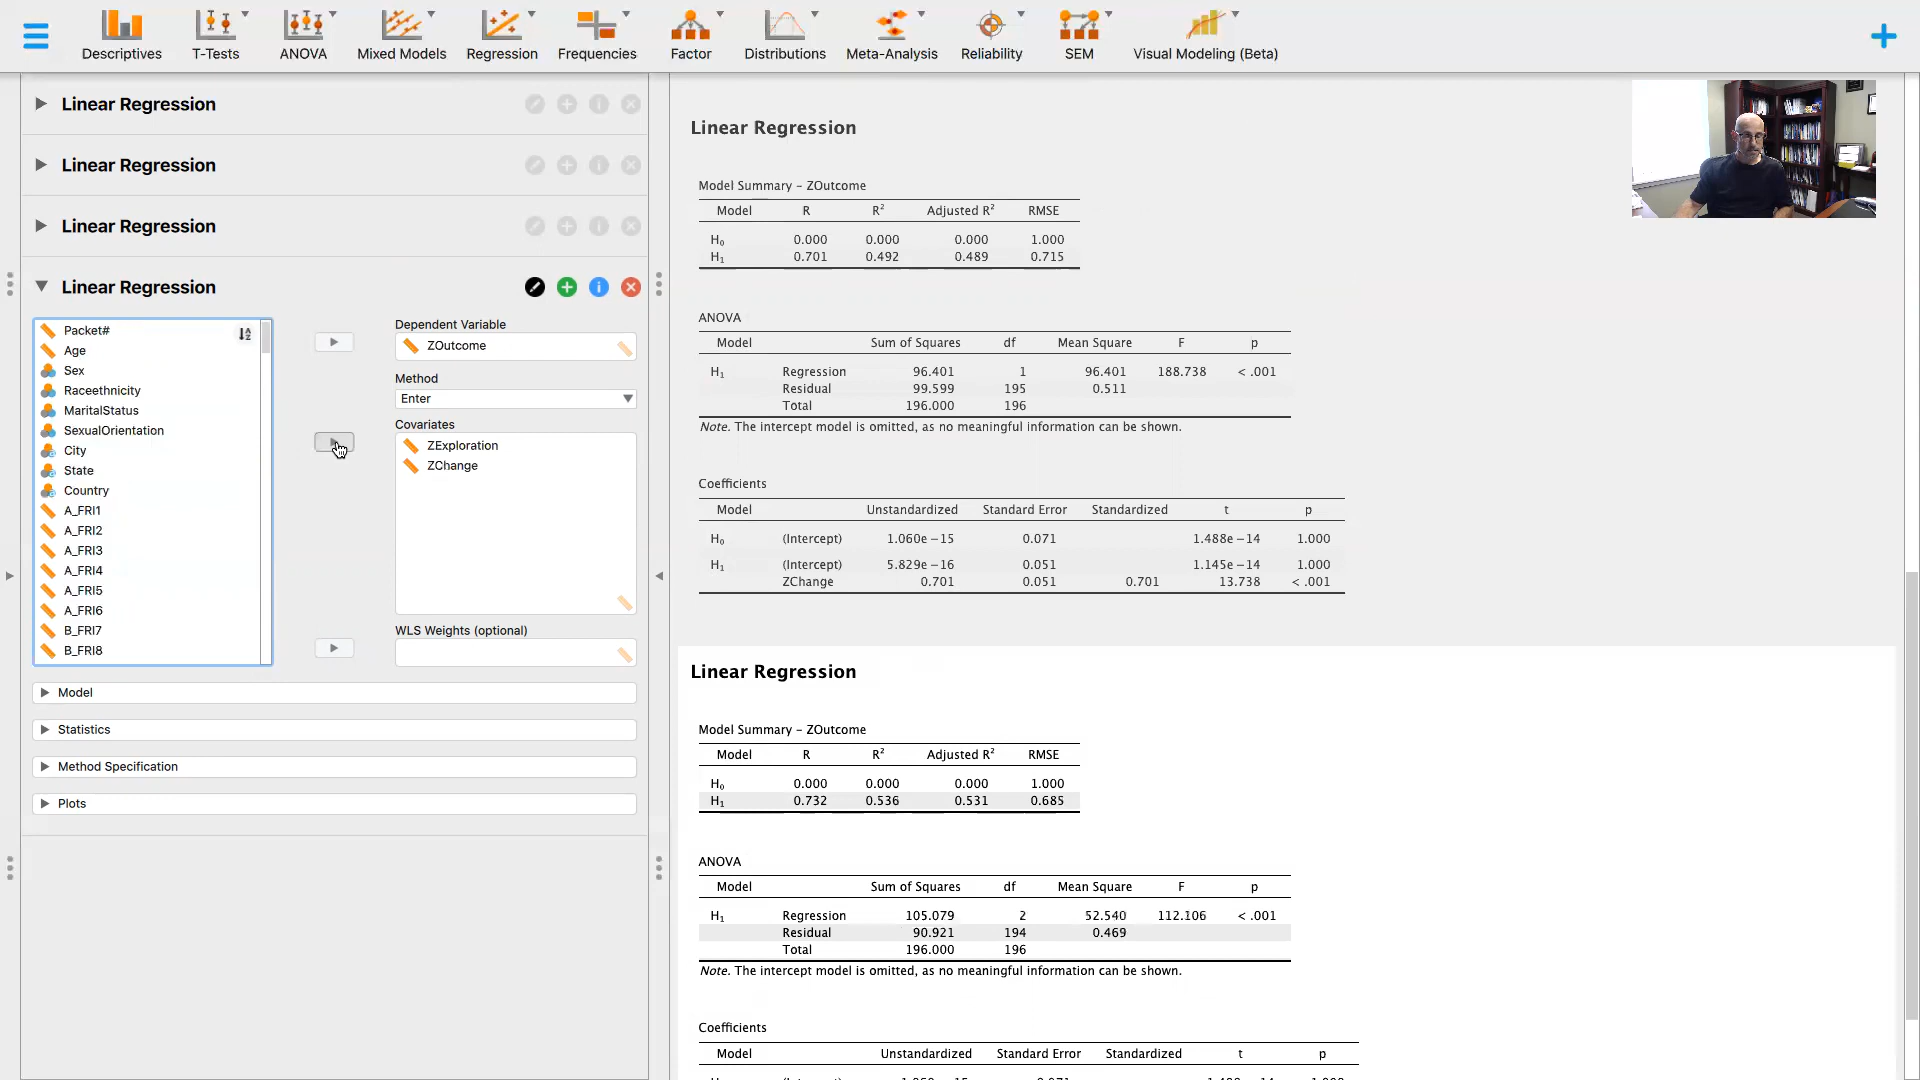 Descriptives T-Tests ANOVA Mixed Models Regression Frequencies Factor Distributions Meta-Analysis Reliability SEM Visual Modeling (Beta)
Linear Regression
Linear Regression
Linear Regression
Linear Regression
Packet#
Age
Sex
Raceethnicity
MaritalStatus
SexualOrientation
City
State
Country
A_FRI1
A_FRI2
A_FRI3
A_FRI4
A_FRI5
A_FRI6
B_FRI7
B_FRI8
Dependent Variable
ZOutcome
Method
Enter
Covariates
ZExploration
ZChange
WLS Weights (optional)
Model
Statistics
Method Specification
Plots
Linear Regression
Model Summary – ZOutcome
Model R R² Adjusted R² RMSE
H₀ 0.000 0.000 0.000 1.000
H₁ 0.701 0.492 0.489 0.715
ANOVA
Model Sum of Squares df Mean Square F p
H₁ Regression 96.401 1 96.401 188.738 < .001
Residual 99.599 195 0.511
Total 196.000 196
Note. The intercept model is omitted, as no meaningful information can be shown.
Coefficients
Model Unstandardized Standard Error Standardized t p
H₀ (Intercept) 1.060e −15 0.071 1.488e −14 1.000
H₁ (Intercept) 5.829e −16 0.051 1.145e −14 1.000
ZChange 0.701 0.051 0.701 13.738 < .001
Linear Regression
Model Summary – ZOutcome
Model R R² Adjusted R² RMSE
H₀ 0.000 0.000 0.000 1.000
H₁ 0.732 0.536 0.531 0.685
ANOVA
Model Sum of Squares df Mean Square F p
H₁ Regression 105.079 2 52.540 112.106 < .001
Residual 90.921 194 0.469
Total 196.000 196
Note. The intercept model is omitted, as no meaningful information can be shown.
Coefficients
Model Unstandardized Standard Error Standardized t p